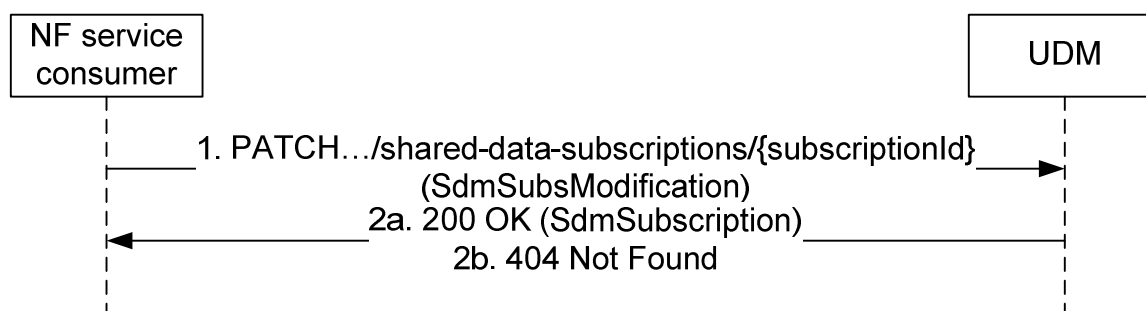 NF service
consumer
UDM
1. PATCH…/shared-data-subscriptions/{subscriptionId}
(SdmSubsModification)
2a. 200 OK (SdmSubscription)
2b. 404 Not Found